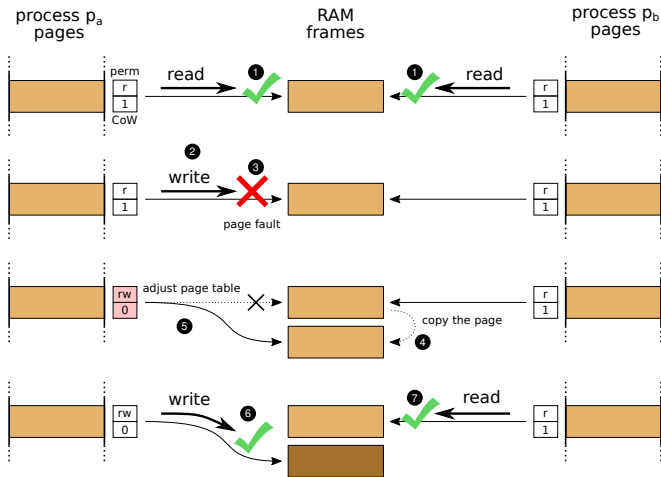 process pa
pages
RAM
frames
process pb
pages
perm
r
1
CoW
read
1
1
read
r
1
r
1
2
write
3
page fault
r
1
rw
0
adjust page table
5
copy the page
4
r
1
rw
0
write
6
7
read
r
1